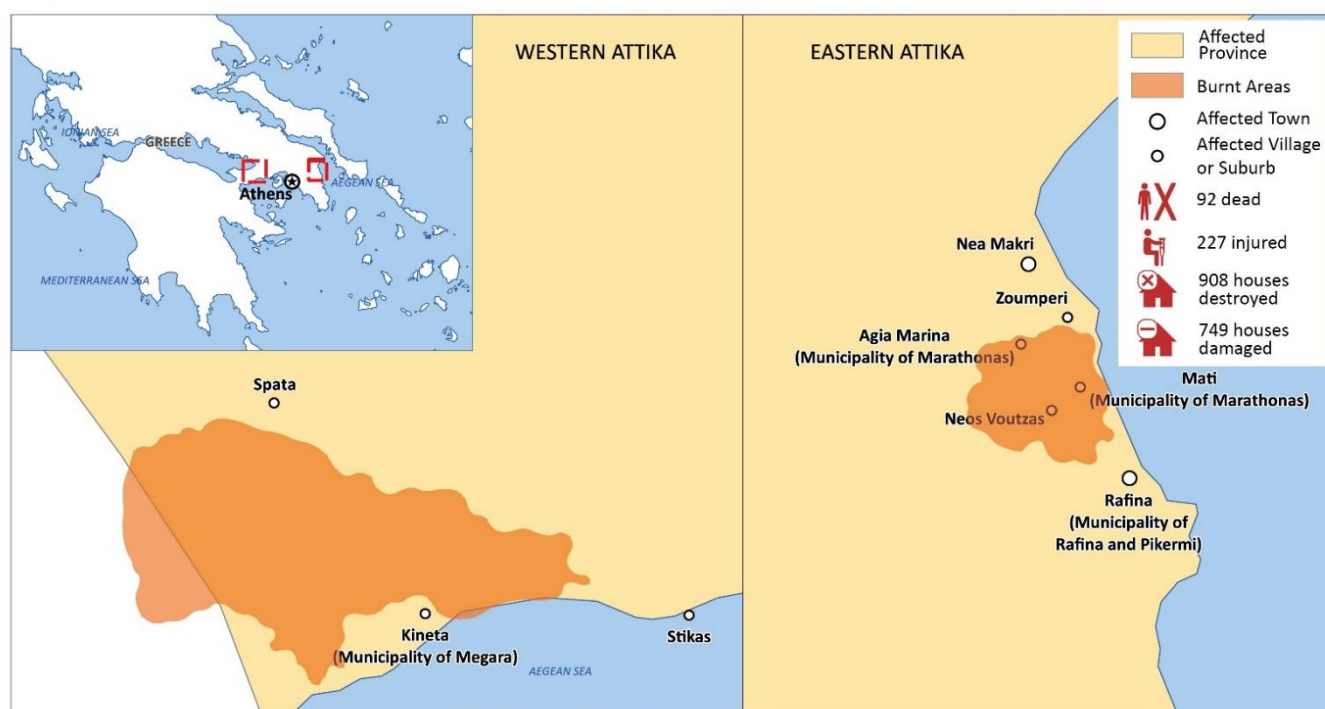 WESTERN ATTIKA
EASTERN ATTIKA
IONIAN SEA
GREECE
Athens
AEGEAN SEA
MEDITERRANEAN SEA
Spata
Kineta
(Municipality of Megara)
Stikas
AEGEAN SEA
Nea Makri
Zoumperi
Agia Marina
(Municipality of Marathonas)
Mati
(Municipality of Marathonas)
Neos Voutzas
Rafina
(Municipality of
Rafina and Pikermi)
Affected
Province
Burnt Areas
Affected Town
Affected Village
or Suburb
92 dead
227 injured
908 houses
destroyed
749 houses
damaged